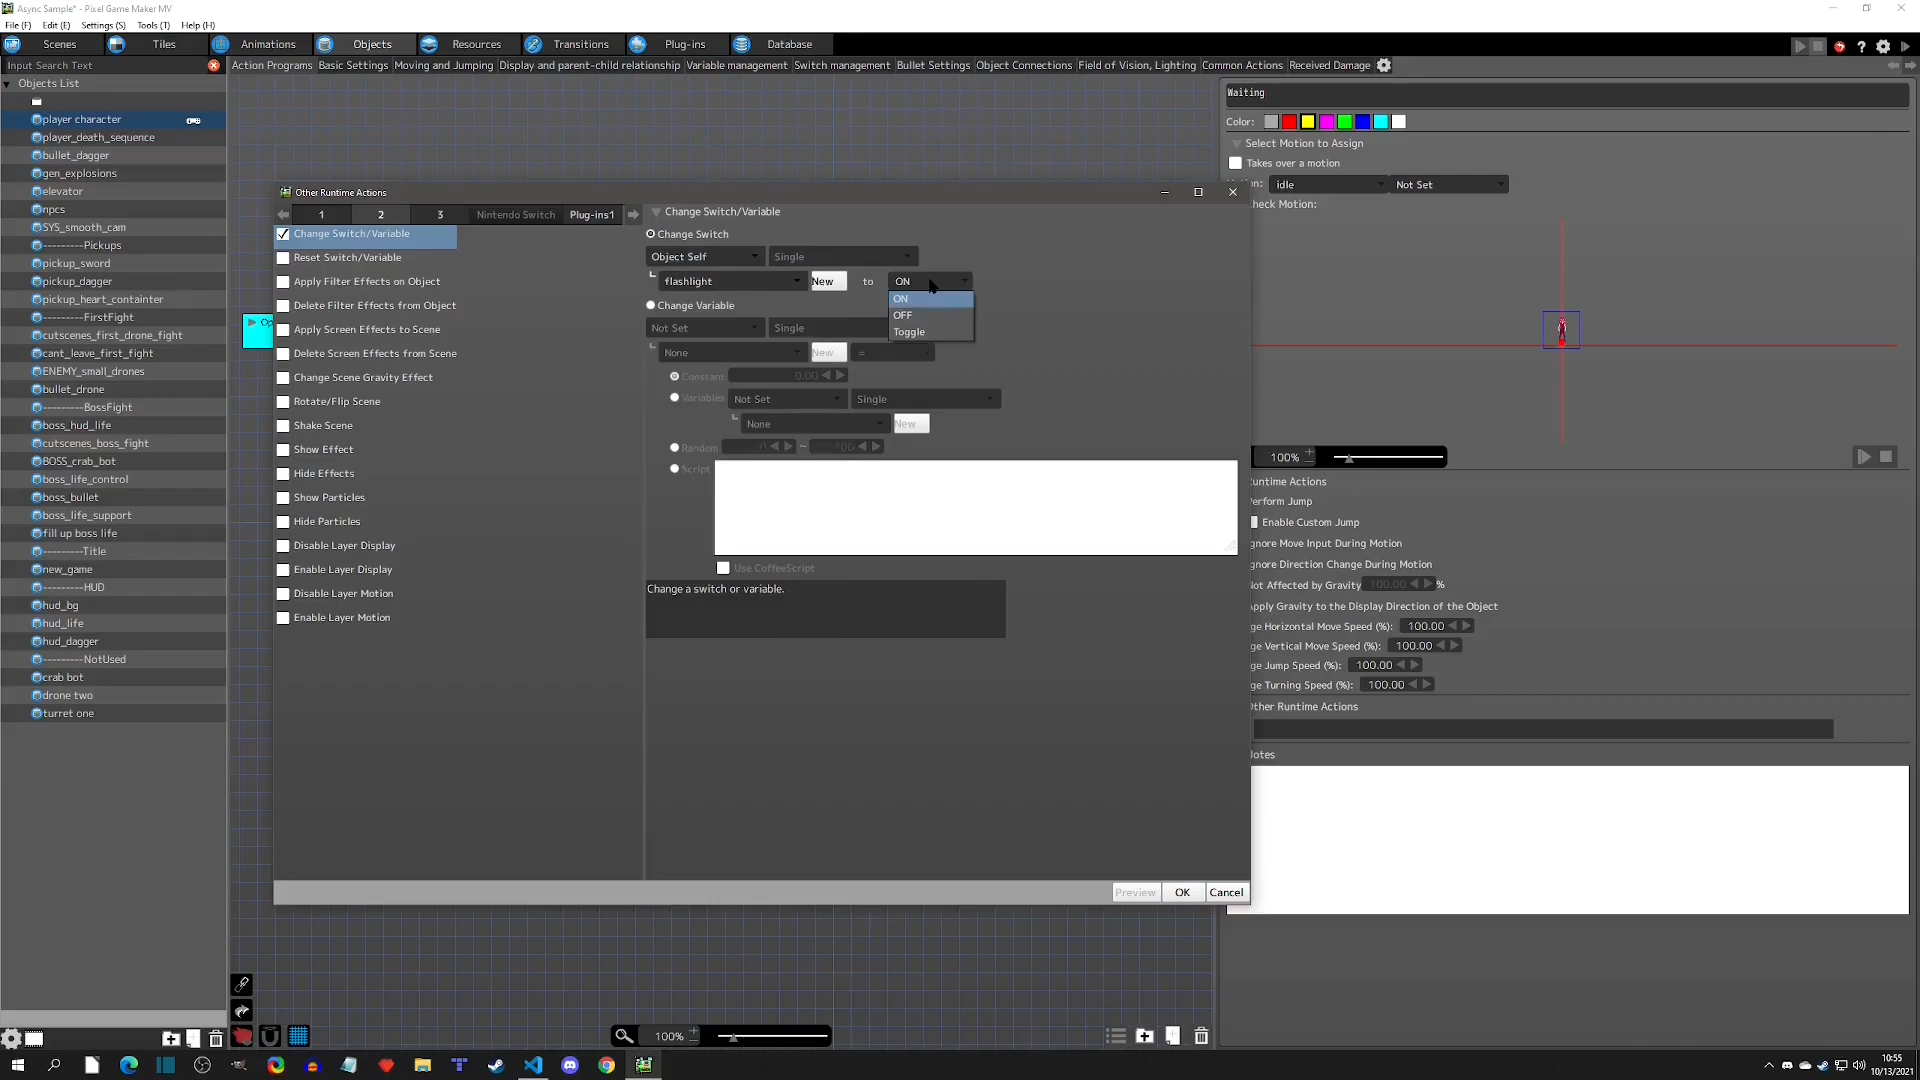 Async Sample* - Pixel Game Maker MV
File (F) Edit (E) Settings (S) Tools (T) Help (H)
Scenes Tiles Animations Objects Resources Transitions Plug-ins Database
Input Search Text
Action Programs Basic Settings Moving and Jumping Display and parent-child relationship Variable management Switch management Bullet Settings Object Connections Field of Vision, Lighting Common Actions Received Damage
Objects List
player character
player_death_sequence
bullet_dagger
gen_explosions
elevator
npcs
SYS_smooth_cam
---------Pickups
pickup_sword
pickup_dagger
pickup_heart_containter
---------FirstFight
cutscenes_first_drone_fight
cant_leave_first_fight
ENEMY_small_drones
bullet_drone
---------BossFight
boss_hud_life
cutscenes_boss_fight
BOSS_crab_bot
boss_life_control
boss_bullet
boss_life_support
fill up boss life
---------Title
new_game
---------HUD
hud_bg
hud_life
hud_dagger
---------NotUsed
crab bot
drone two
turret one
Other Runtime Actions
1 2 3 Nintendo Switch Plug-ins1
Change Switch/Variable
Reset Switch/Variable
Apply Filter Effects on Object
Delete Filter Effects from Object
Apply Screen Effects to Scene
Delete Screen Effects from Scene
Change Scene Gravity Effect
Rotate/Flip Scene
Shake Scene
Show Effect
Hide Effects
Show Particles
Hide Particles
Disable Layer Display
Enable Layer Display
Disable Layer Motion
Enable Layer Motion
Change Switch/Variable
Change Switch
Object Self Single
flashlight New to ON
ON
OFF
Toggle
Change Variable
Not Set Single
None New =
Constant 0.00
Variables Not Set Single
None New
Random 0 ~ 100
Script
Use CoffeeScript
Change a switch or variable.
Preview OK Cancel
Waiting
Color:
Select Motion to Assign
Takes over a motion
on: idle Not Set
heck Motion:
100%
untime Actions
erform Jump
Enable Custom Jump
gnore Move Input During Motion
gnore Direction Change During Motion
ot Affected by Gravity 100.00 %
pply Gravity to the Display Direction of the Object
ge Horizontal Move Speed (%): 100.00
ge Vertical Move Speed (%): 100.00
ge Jump Speed (%): 100.00
ge Turning Speed (%): 100.00
ther Runtime Actions
otes
100%
10:55
10/13/2021